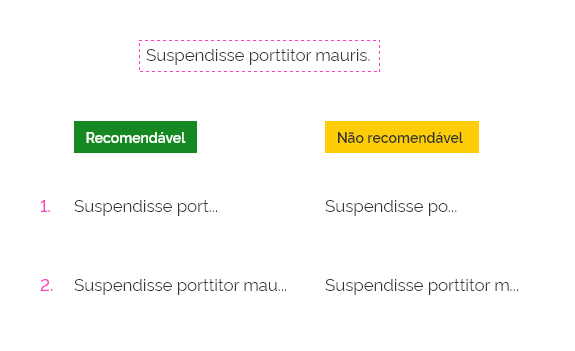 Suspendisse porttitor mauris.
Recomendável
Não recomendável
1. Suspendisse port... Suspendisse po...
2. Suspendisse porttitor mau... Suspendisse porttitor m...